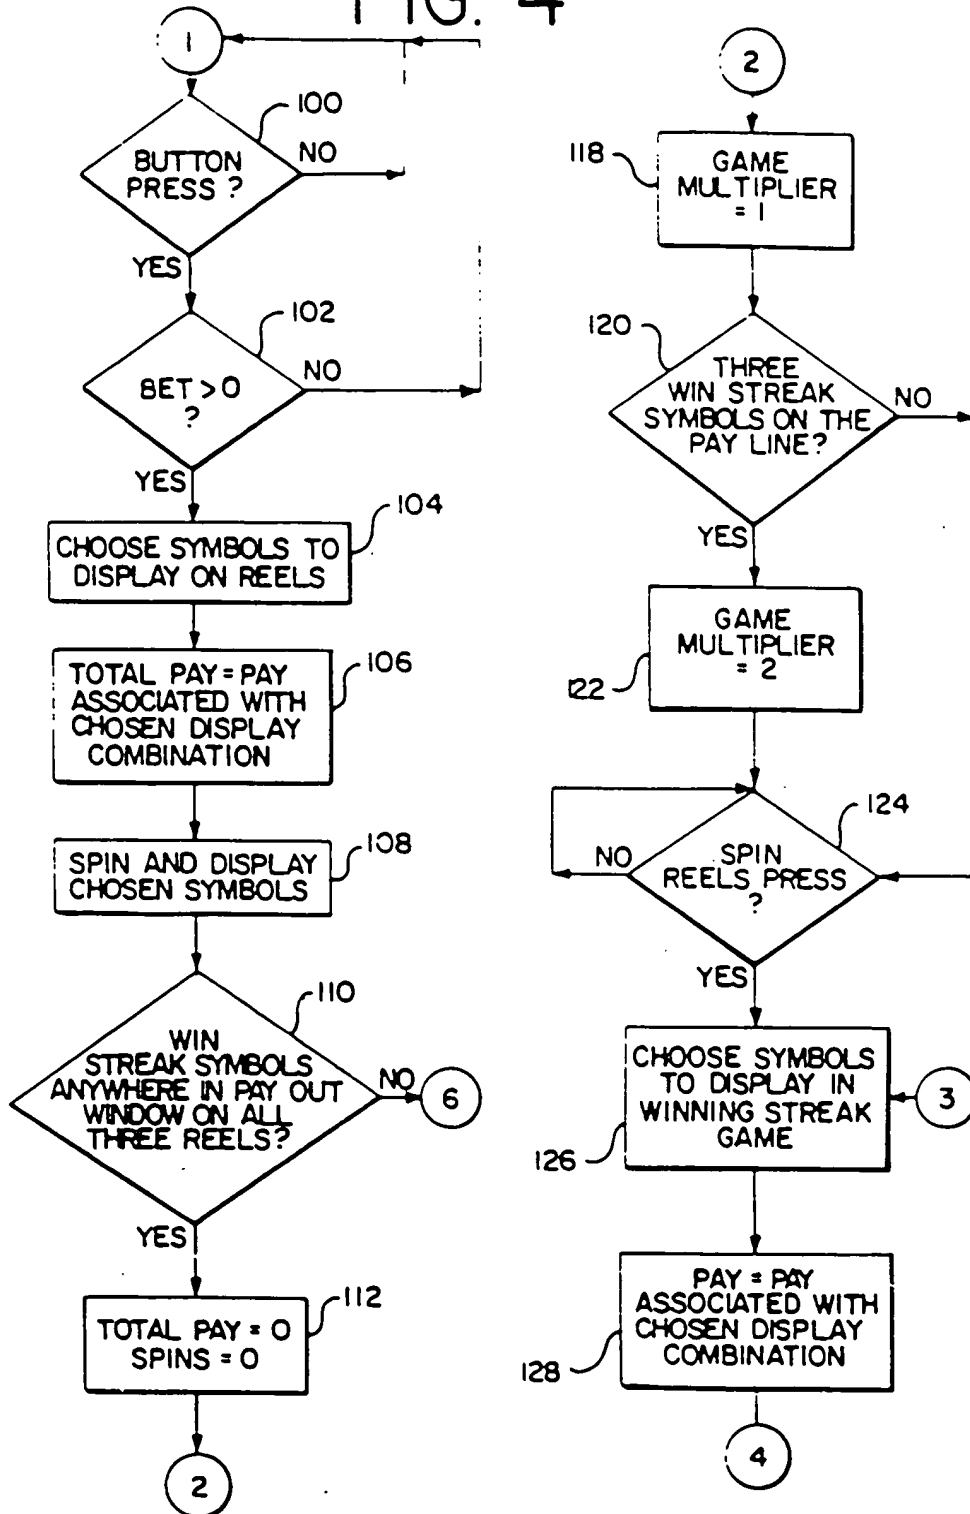 FIG. 4
1
100
BUTTON
PRESS ?
NO
YES
102
BET > 0
?
NO
YES
104
CHOOSE SYMBOLS TO
DISPLAY ON REELS
106
TOTAL PAY = PAY
ASSOCIATED WITH
CHOSEN DISPLAY
COMBINATION
108
SPIN AND DISPLAY
CHOSEN SYMBOLS
110
WIN
STREAK SYMBOLS
ANYWHERE IN PAY OUT
WINDOW ON ALL
THREE REELS?
NO
6
YES
112
TOTAL PAY = 0
SPINS = 0
2
2
118
GAME
MULTIPLIER
= 1
120
THREE
WIN STREAK
SYMBOLS ON THE
PAY LINE?
NO
YES
GAME
MULTIPLIER
= 2
122
124
SPIN
REELS PRESS
?
NO
YES
CHOOSE SYMBOLS
TO DISPLAY IN
WINNING STREAK
GAME
3
126
PAY = PAY
ASSOCIATED WITH
CHOSEN DISPLAY
COMBINATION
128
4